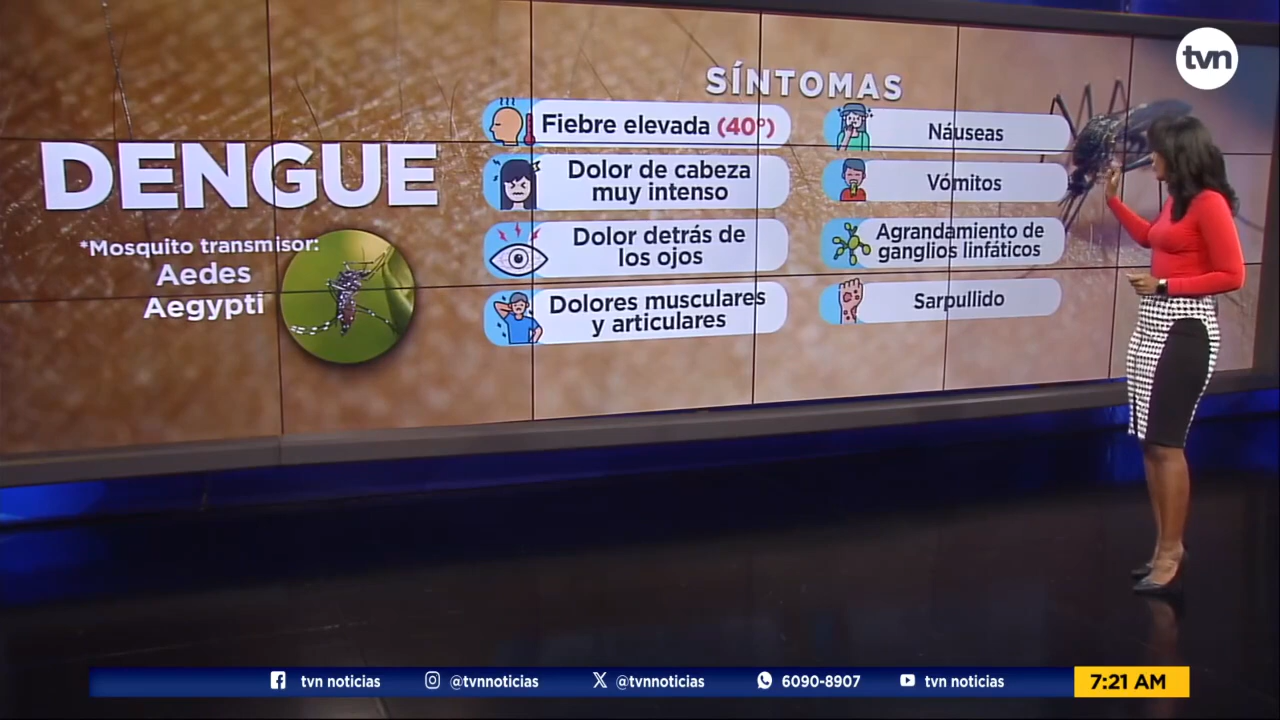 tvn
SÍNTOMAS
DENGUE
*Mosquito transmisor:
Aedes
Aegypti
Fiebre elevada (40°)
Dolor de cabeza
muy intenso
Dolor detrás de
los ojos
Dolores musculares
y articulares
Náuseas
Vómitos
Agrandamiento de
ganglios linfáticos
Sarpullido
tvn noticias
@tvnnoticias
@tvnnoticias
6090-8907
tvn noticias
7:21 AM